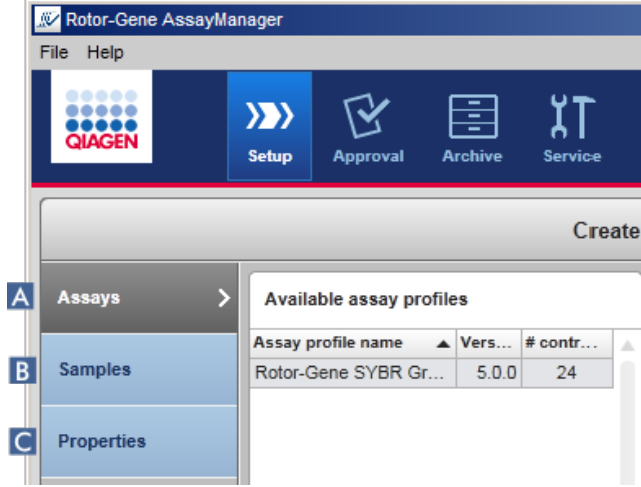 Rotor-Gene AssayManager
File Help
QIAGEN
Setup Approval Archive Service
Create
A Assays
Available assay profiles
Assay profile name Vers... # contr...
B Samples
Rotor-Gene SYBR Gr... 5.0.0 24
C Properties